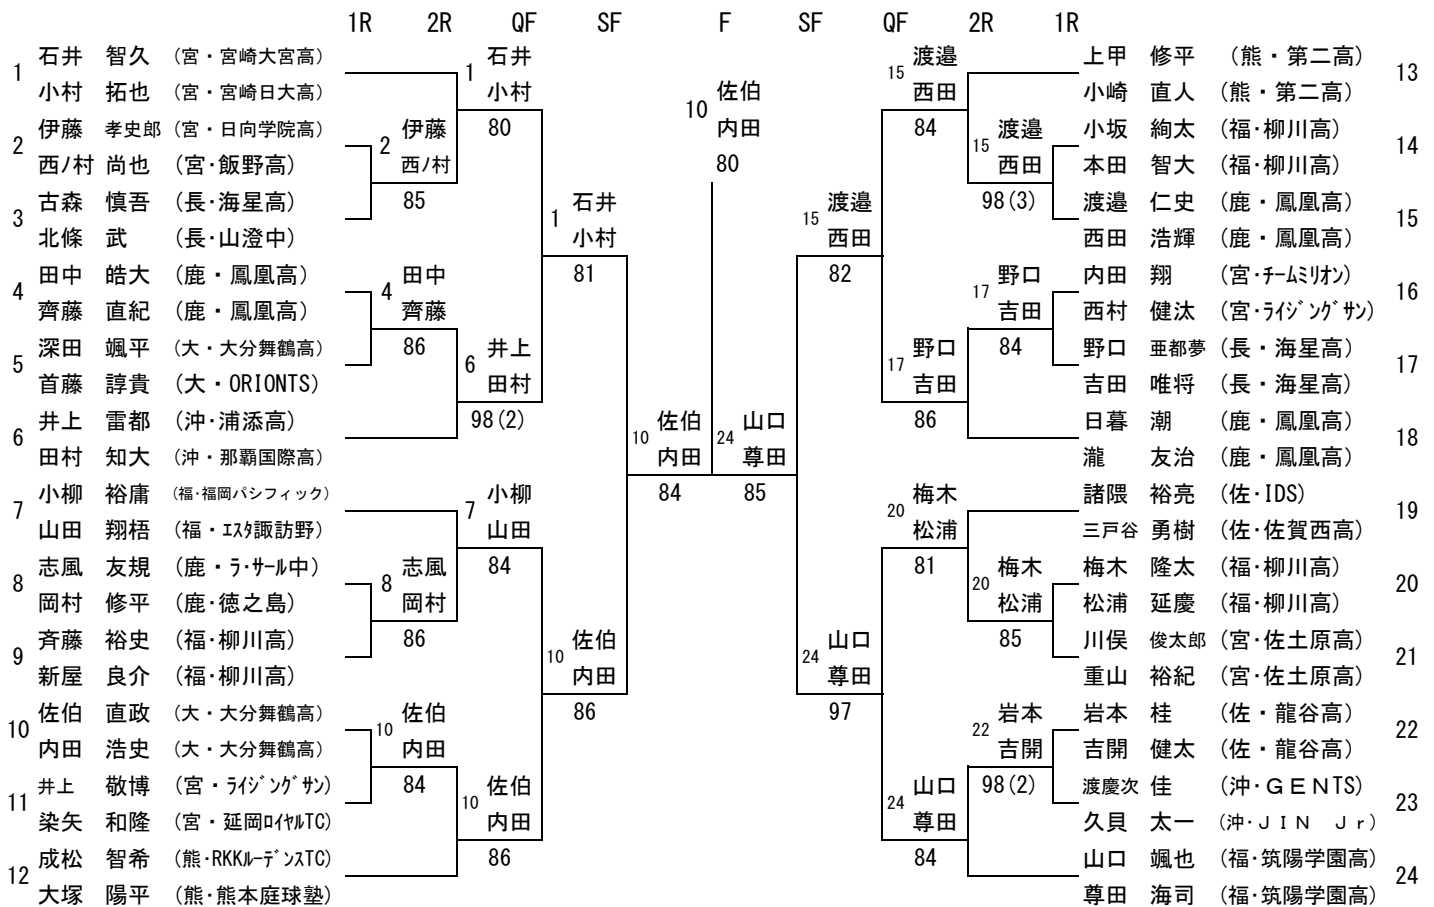 1R 2R QF SF F SF QF 2R 1R
1 石井 智久 (宮・宮崎大宮高)
小村 拓也 (宮・宮崎日大高)
2 伊藤 孝史郎 (宮・日向学院高)
西ノ村 尚也 (宮・飯野高)
3 古森 慎吾 (長・海星高)
北條 武 (長・山澄中)
4 田中 皓大 (鹿・鳳凰高)
齊藤 直紀 (鹿・鳳凰高)
5 深田 颯平 (大・大分舞鶴高)
首藤 諄貴 (大・ORIONTS)
6 井上 雷都 (沖・浦添高)
田村 知大 (沖・那覇国際高)
7 小柳 裕庸 (福・福岡パシフィック)
山田 翔梧 (福・エスタ諏訪野)
8 志風 友規 (鹿・ラ・サール中)
岡村 修平 (鹿・徳之島)
9 斉藤 裕史 (福・柳川高)
新屋 良介 (福・柳川高)
10 佐伯 直政 (大・大分舞鶴高)
内田 浩史 (大・大分舞鶴高)
11 井上 敬博 (宮・ライジングサン)
染矢 和隆 (宮・延岡ロイヤルTC)
12 成松 智希 (熊・RKKルーデンスTC)
大塚 陽平 (熊・熊本庭球塾)
2 伊藤
西ノ村
85
4 田中
齊藤
86
8 志風
岡村
86
10 佐伯
内田
84
1 石井
小村
80
6 井上
田村
98(2)
7 小柳
山田
84
10 佐伯
内田
86
1 石井
小村
81
10 佐伯
内田
86
10 佐伯
内田
84
10 佐伯
内田
80
24 山口
尊田
85
15 渡邉
西田
82
24 山口
尊田
97
15 渡邉
西田
84
17 野口
吉田
86
20 梅木
松浦
81
24 山口
尊田
84
15 渡邉
西田
98(3)
17 野口
吉田
84
20 梅木
松浦
85
22 岩本
吉開
98(2)
上甲 修平 (熊・第二高) 13
小崎 直人 (熊・第二高)
小坂 絢太 (福・柳川高) 14
本田 智大 (福・柳川高)
渡邉 仁史 (鹿・鳳凰高) 15
西田 浩輝 (鹿・鳳凰高)
内田 翔 (宮・チームミリオン) 16
西村 健汰 (宮・ライジングサン)
野口 亜都夢 (長・海星高) 17
吉田 唯将 (長・海星高)
日暮 潮 (鹿・鳳凰高) 18
瀧 友治 (鹿・鳳凰高)
諸隈 裕亮 (佐・IDS) 19
三戸谷 勇樹 (佐・佐賀西高)
梅木 隆太 (福・柳川高) 20
松浦 延慶 (福・柳川高)
川俣 俊太郎 (宮・佐土原高) 21
重山 裕紀 (宮・佐土原高)
岩本 桂 (佐・龍谷高) 22
吉開 健太 (佐・龍谷高)
渡慶次 佳 (沖・ＧＥＮTS) 23
久貝 太一 (沖・ＪＩＮ Ｊｒ)
山口 颯也 (福・筑陽学園高) 24
尊田 海司 (福・筑陽学園高)